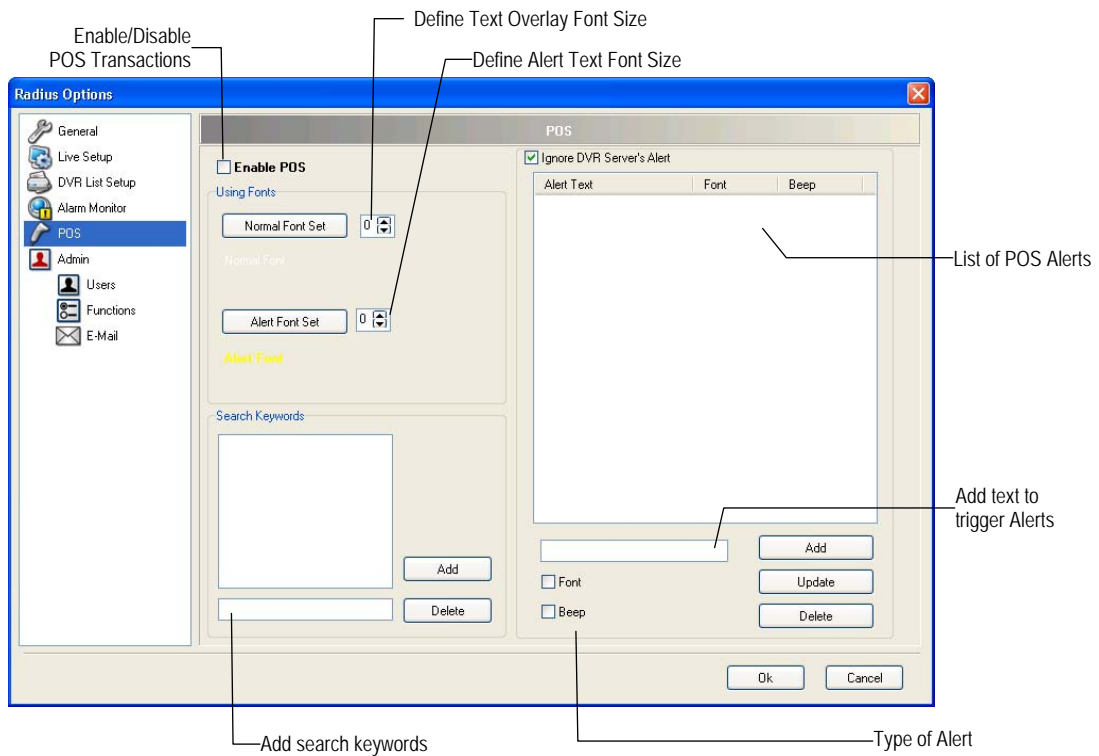 Define Text Overlay Font Size
Enable/Disable
POS Transactions
Define Alert Text Font Size
Radius Options
General
Live Setup
DVR List Setup
Alarm Monitor
POS
Admin
Users
Functions
E-Mail
POS
Enable POS
Using Fonts
Normal Font Set
0
Normal Font
Alert Font Set
0
Alert Font
Search Keywords
Add
Delete
Ignore DVR Server's Alert
Alert Text Font Beep
List of POS Alerts
Add text to
trigger Alerts
Add
Font
Update
Beep
Delete
Ok Cancel
Add search keywords
Type of Alert